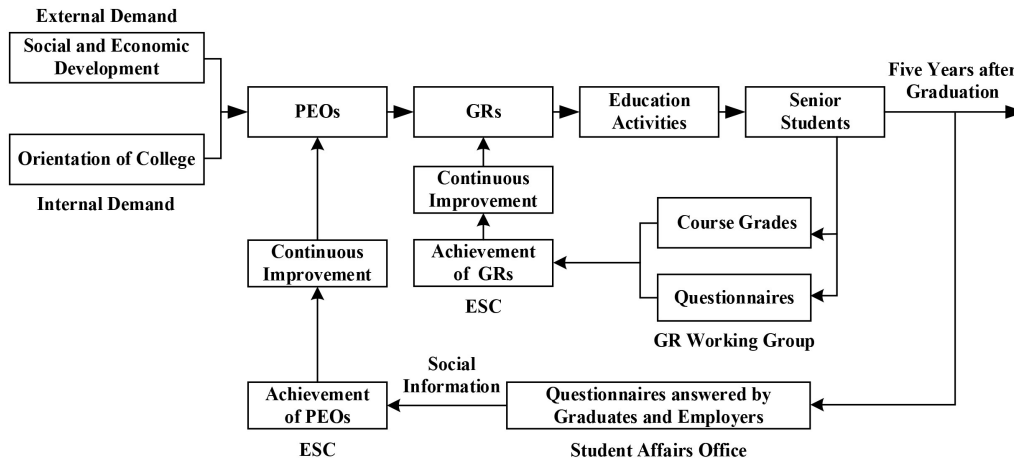 External Demand
Social and Economic
Development
Five Years after
Graduation
PEOs
GRs
Education
Activities
Senior
Students
Orientation of College
Internal Demand
Continuous
Improvement
Course Grades
Continuous
Improvement
Achievement
of GRs
ESC
Questionnaires
GR Working Group
Social
Information
Achievement
of PEOs
ESC
Questionnaires answered by
Graduates and Employers
Student Affairs Office